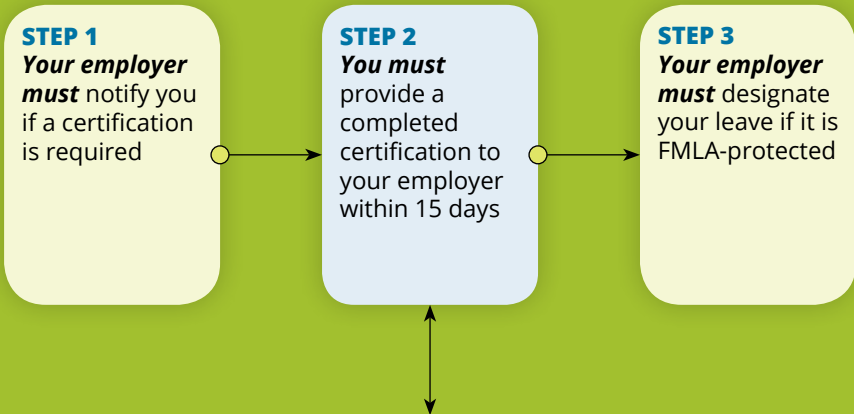 STEP 1
Your employer
must notify you
if a certification
is required
STEP 2
You must
provide a
completed
certification to
your employer
within 15 days
STEP 3
Your employer
must designate
your leave if it is
FMLA-protected